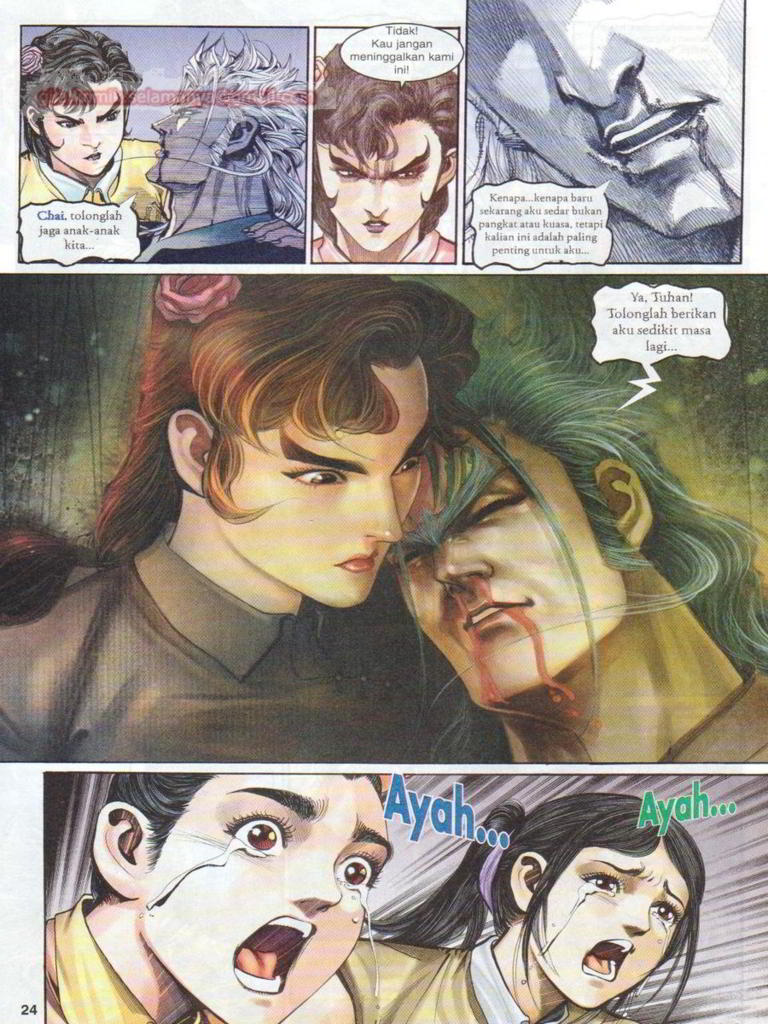 Chai, tolonglah
jaga anak-anak
kita...
Tidak!
Kau jangan
meninggalkan kami
ini!
Kenapa...kenapa baru
sekarang aku sedar bukan
pangkat atau kuasa, tetapi
kalian ini adalah paling
penting untuk aku...
Ya, Tuhan!
Tolonglah berikan
aku sedikit masa
lagi...
Ayah...
Ayah...
24